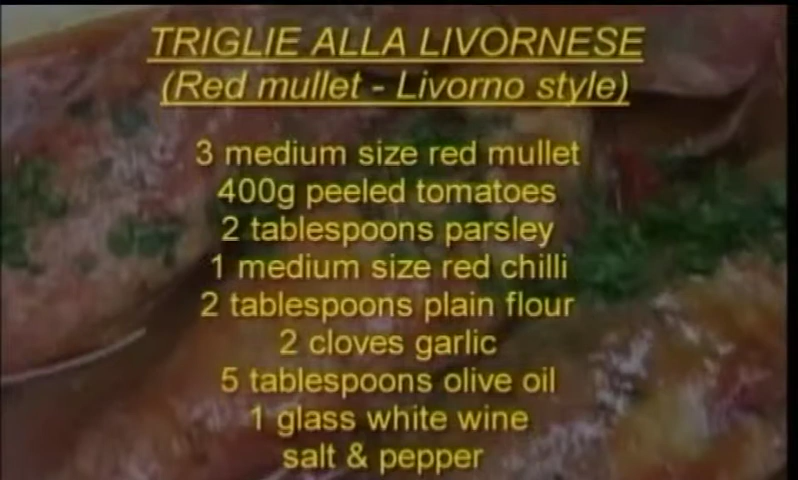 TRIGLIE ALLA LIVORNESE
(Red mullet - Livorno style)
3 medium size red mullet
400g peeled tomatoes
2 tablespoons parsley
1 medium size red chilli
2 tablespoons plain flour
2 cloves garlic
5 tablespoons olive oil
1 glass white wine
salt & pepper